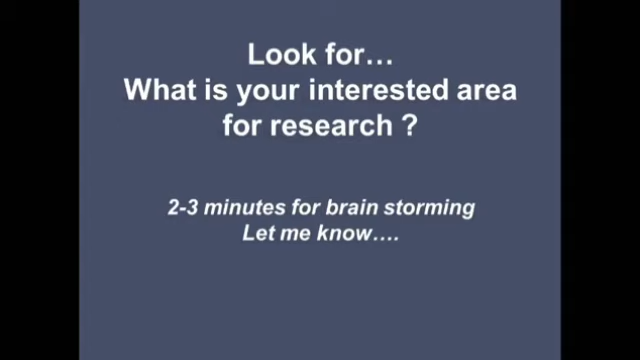 Look for…
What is your interested area
for research ?
2-3 minutes for brain storming
Let me know….